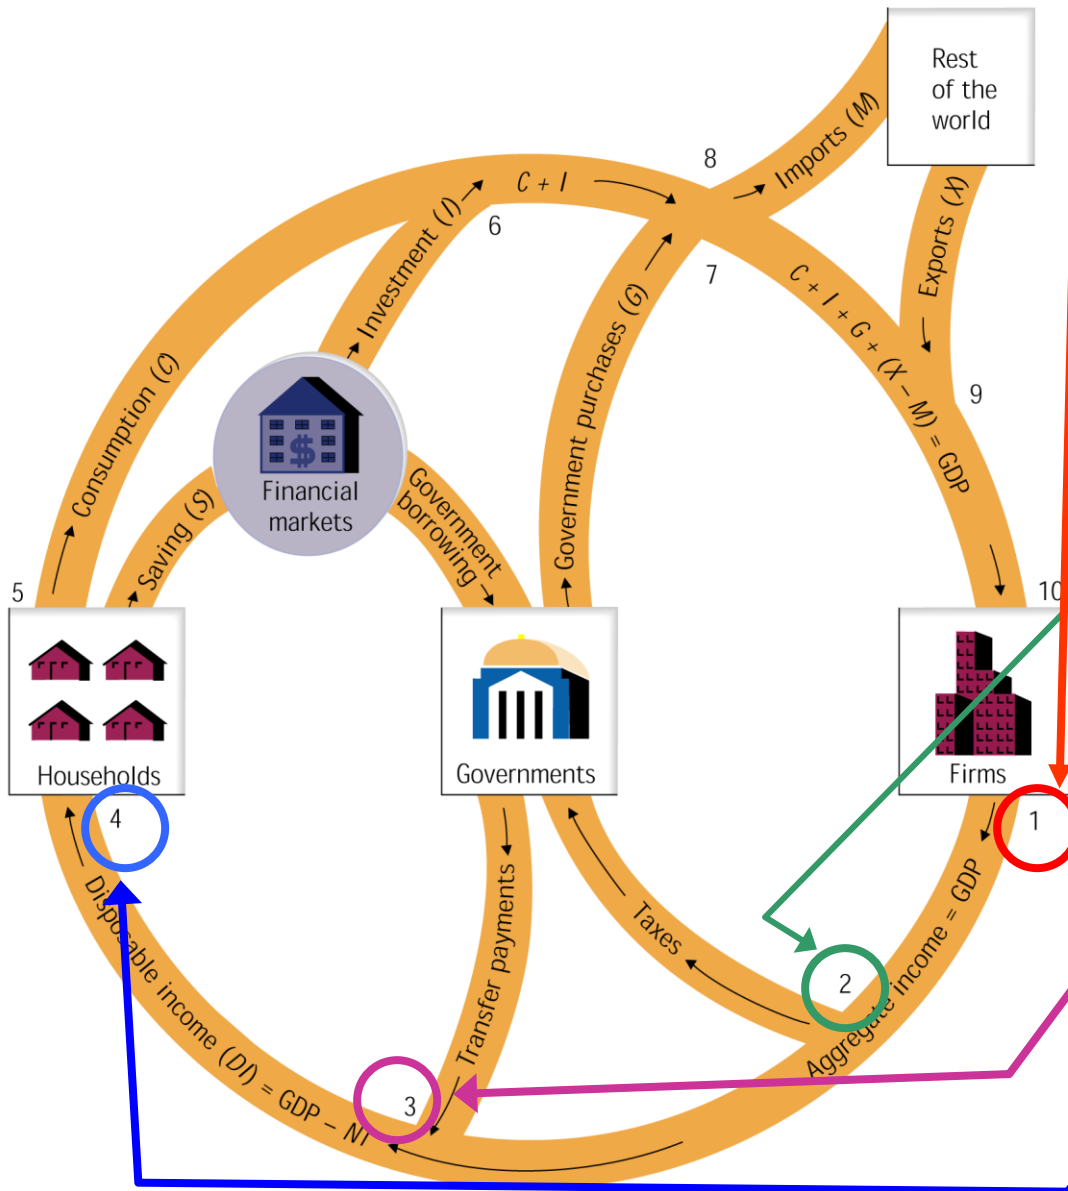 Rest
of the
world
8
Imports (M)
C + I
Exports (X)
Investment (I)
6
7
C + I + G + (X – M) = GDP
Government purchases (G)
Consumption (C)
9
$
Financial
markets
Government
borrowing
Saving (S)
5
10
Households
Governments
Firms
4
1
Disposable income (DI) = GDP – NT
Transfer payments
Taxes
2
Aggregate income = GDP
3